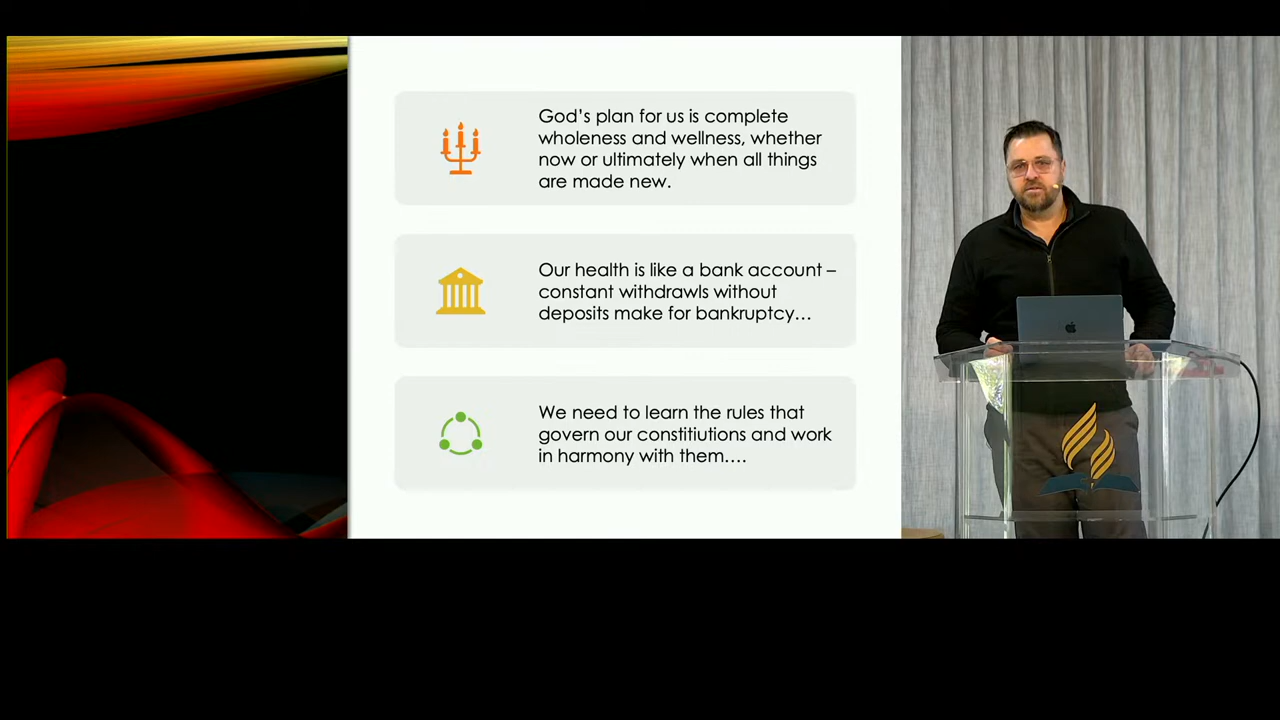 God's plan for us is complete
wholeness and wellness, whether
now or ultimately when all things
are made new.
Our health is like a bank account –
constant withdrawls without
deposits make for bankruptcy...
We need to learn the rules that
govern our constitiutions and work
in harmony with them....